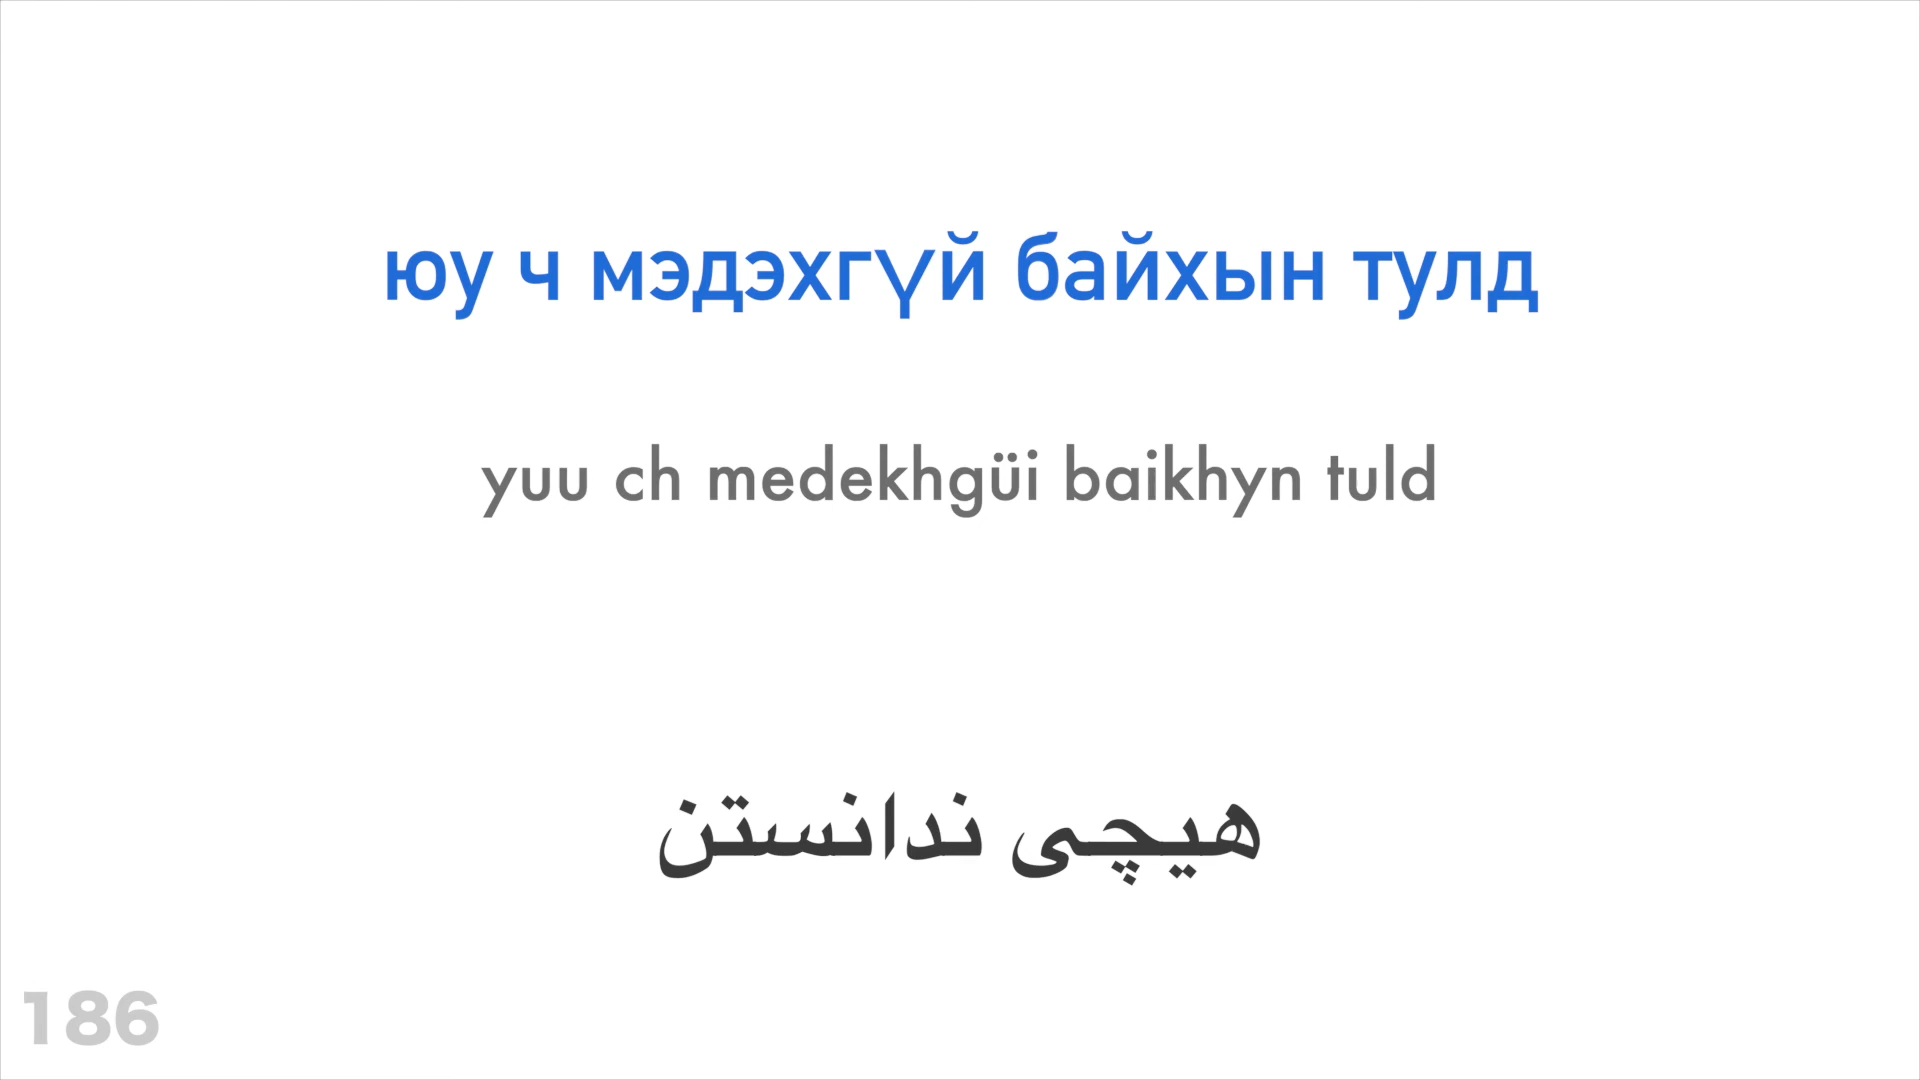 юу ч мэдэхгүй байхын тулд
yuu ch medekhgüi baikhyn tuld
هیچی ندانستن
186